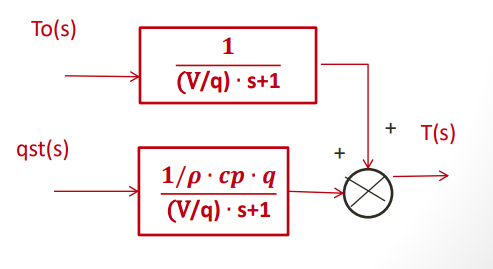 To(s)
1
(V/q) · s+1
+
T(s)
qst(s)
+
1/ρ · cp · q
(V/q) · s+1